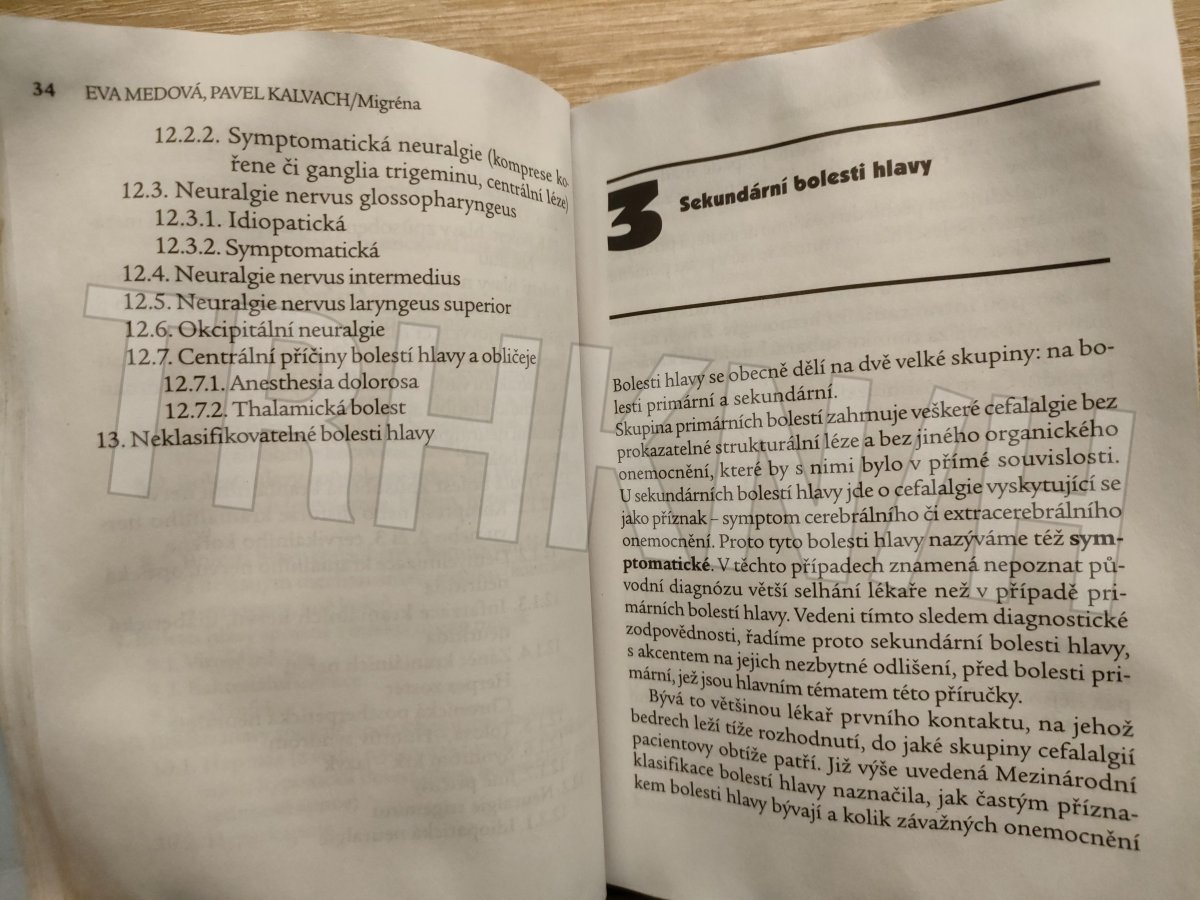 34 EVA MEDOVÁ, PAVEL KALVACH/Migréna
12.2.2. Symptomatická neuralgie (komprese ko-
řene či ganglia trigeminu, centrální léze)
12.3. Neuralgie nervus glossopharyngeus
12.3.1. Idiopatická
12.3.2. Symptomatická
12.4. Neuralgie nervus intermedius
12.5. Neuralgie nervus laryngeus superior
12.6. Okcipitální neuralgie
12.7. Centrální příčiny bolestí hlavy a obličeje
12.7.1. Anesthesia dolorosa
12.7.2. Thalamická bolest
13. Neklasifikovatelné bolesti hlavy
3 Sekundární bolesti hlavy
Bolesti hlavy se obecně dělí na dvě velké skupiny: na bo-
lesti primární a sekundární.
Skupina primárních bolestí zahrnuje veškeré cefalalgie bez
prokazatelné strukturální léze a bez jiného organického
onemocnění, které by s nimi bylo v přímé souvislosti.
U sekundárních bolestí hlavy jde o cefalalgie vyskytující se
jako příznak – symptom cerebrálního či extracerebrálního
onemocnění. Proto tyto bolesti hlavy nazýváme též sym-
ptomatické. V těchto případech znamená nepoznat pů-
vodní diagnózu větší selhání lékaře než v případě pri-
márních bolestí hlavy. Vedeni tímto sledem diagnostické
zodpovědnosti, řadíme proto sekundární bolesti hlavy,
s akcentem na jejich nezbytné odlišení, před bolesti pri-
mární, jež jsou hlavním tématem této příručky.
Bývá to většinou lékař prvního kontaktu, na jehož
bedrech leží tíže rozhodnutí, do jaké skupiny cefalalgií
pacientovy obtíže patří. Již výše uvedená Mezinárodní
klasifikace bolestí hlavy naznačila, jak častým přízna-
kem bolesti hlavy bývají a kolik závažných onemocnění
TRHKNIH